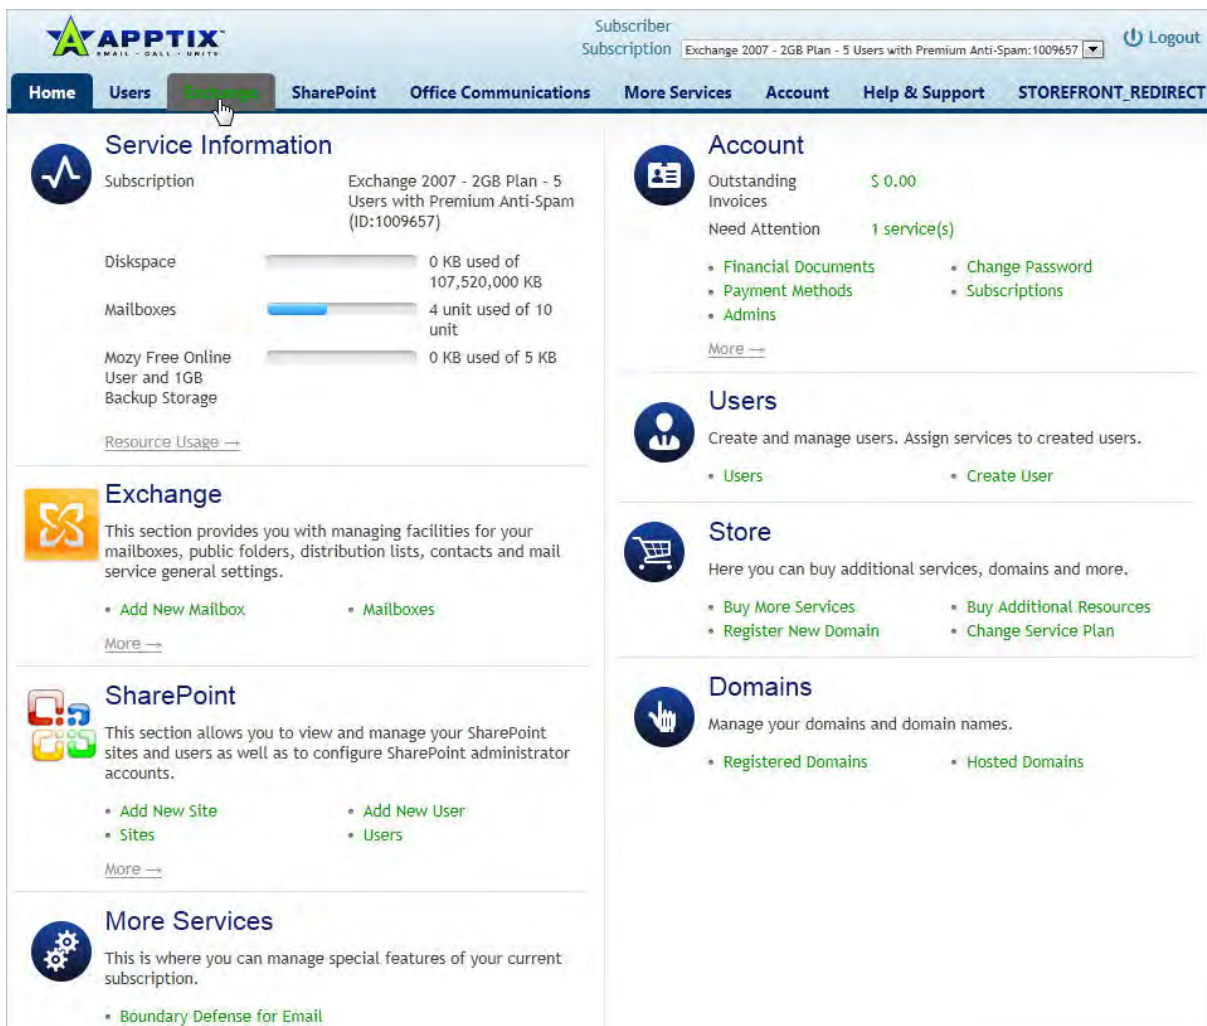 APPTIX
EMAIL · CALL · UNITE
Subscriber
Subscription Exchange 2007 - 2GB Plan - 5 Users with Premium Anti-Spam:1009657
Logout
Home Users Exchange SharePoint Office Communications More Services Account Help & Support STOREFRONT_REDIRECT
Service Information
Subscription
Exchange 2007 - 2GB Plan - 5
Users with Premium Anti-Spam
(ID:1009657)
Diskspace
0 KB used of
107,520,000 KB
Mailboxes
4 unit used of 10
unit
Mozy Free Online
User and 1GB
Backup Storage
0 KB used of 5 KB
Resource Usage →
Exchange
This section provides you with managing facilities for your
mailboxes, public folders, distribution lists, contacts and mail
service general settings.
• Add New Mailbox • Mailboxes
More →
SharePoint
This section allows you to view and manage your SharePoint
sites and users as well as to configure SharePoint administrator
accounts.
• Add New Site • Add New User
• Sites • Users
More →
More Services
This is where you can manage special features of your current
subscription.
• Boundary Defense for Email
Account
Outstanding
Invoices
$ 0.00
Need Attention 1 service(s)
• Financial Documents • Change Password
• Payment Methods • Subscriptions
• Admins
More →
Users
Create and manage users. Assign services to created users.
• Users • Create User
Store
Here you can buy additional services, domains and more.
• Buy More Services • Buy Additional Resources
• Register New Domain • Change Service Plan
Domains
Manage your domains and domain names.
• Registered Domains • Hosted Domains